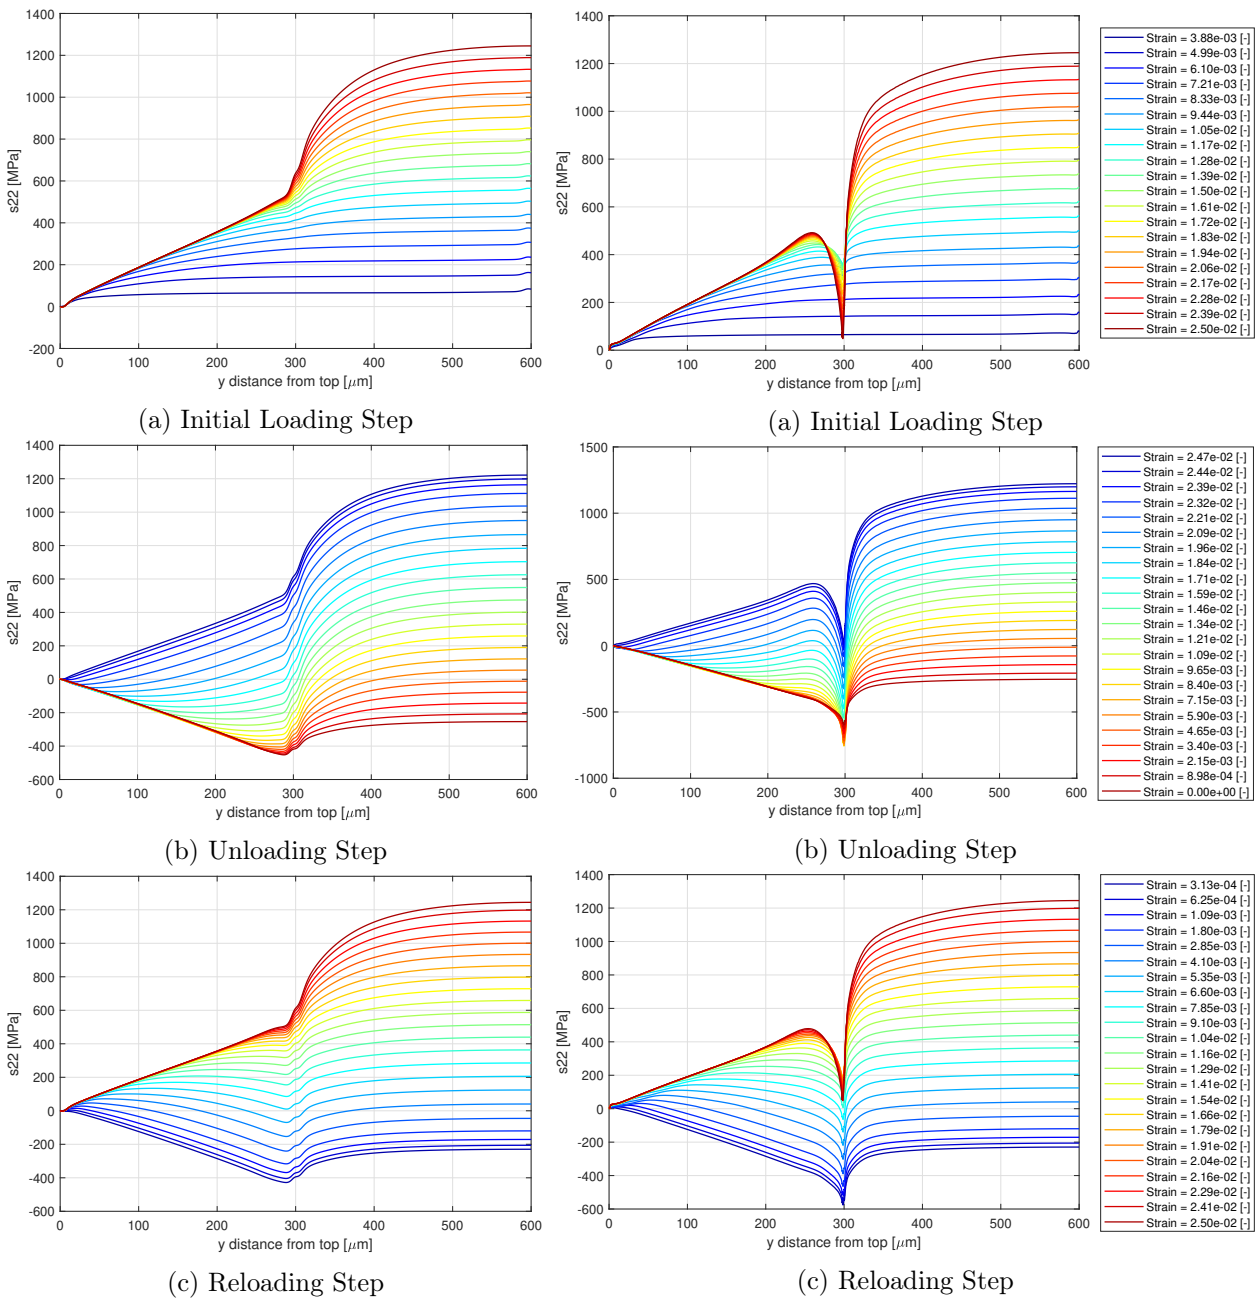 1400
1200
1000
800
600
400
200
0
-200
s22 [MPa]
0 100 200 300 400 500 600
y distance from top [μm]
(a) Initial Loading Step
1400
1200
1000
800
600
400
200
0
s22 [MPa]
0 100 200 300 400 500 600
y distance from top [μm]
(a) Initial Loading Step
Strain = 3.88e-03 [-]
Strain = 4.99e-03 [-]
Strain = 6.10e-03 [-]
Strain = 7.21e-03 [-]
Strain = 8.33e-03 [-]
Strain = 9.44e-03 [-]
Strain = 1.05e-02 [-]
Strain = 1.17e-02 [-]
Strain = 1.28e-02 [-]
Strain = 1.39e-02 [-]
Strain = 1.50e-02 [-]
Strain = 1.61e-02 [-]
Strain = 1.72e-02 [-]
Strain = 1.83e-02 [-]
Strain = 1.94e-02 [-]
Strain = 2.06e-02 [-]
Strain = 2.17e-02 [-]
Strain = 2.28e-02 [-]
Strain = 2.39e-02 [-]
Strain = 2.50e-02 [-]
1400
1200
1000
800
600
400
200
0
-200
-400
-600
s22 [MPa]
0 100 200 300 400 500 600
y distance from top [μm]
(b) Unloading Step
1500
1000
500
0
-500
-1000
s22 [MPa]
0 100 200 300 400 500 600
y distance from top [μm]
(b) Unloading Step
Strain = 2.47e-02 [-]
Strain = 2.44e-02 [-]
Strain = 2.39e-02 [-]
Strain = 2.32e-02 [-]
Strain = 2.21e-02 [-]
Strain = 2.09e-02 [-]
Strain = 1.96e-02 [-]
Strain = 1.84e-02 [-]
Strain = 1.71e-02 [-]
Strain = 1.59e-02 [-]
Strain = 1.46e-02 [-]
Strain = 1.34e-02 [-]
Strain = 1.21e-02 [-]
Strain = 1.09e-02 [-]
Strain = 9.65e-03 [-]
Strain = 8.40e-03 [-]
Strain = 7.15e-03 [-]
Strain = 5.90e-03 [-]
Strain = 4.65e-03 [-]
Strain = 3.40e-03 [-]
Strain = 2.15e-03 [-]
Strain = 8.98e-04 [-]
Strain = 0.00e+00 [-]
1400
1200
1000
800
600
400
200
0
-200
-400
-600
s22 [MPa]
0 100 200 300 400 500 600
y distance from top [μm]
(c) Reloading Step
1400
1200
1000
800
600
400
200
0
-200
-400
-600
s22 [MPa]
0 100 200 300 400 500 600
y distance from top [μm]
(c) Reloading Step
Strain = 3.13e-04 [-]
Strain = 6.25e-04 [-]
Strain = 1.09e-03 [-]
Strain = 1.80e-03 [-]
Strain = 2.85e-03 [-]
Strain = 4.10e-03 [-]
Strain = 5.35e-03 [-]
Strain = 6.60e-03 [-]
Strain = 7.85e-03 [-]
Strain = 9.10e-03 [-]
Strain = 1.04e-02 [-]
Strain = 1.16e-02 [-]
Strain = 1.29e-02 [-]
Strain = 1.41e-02 [-]
Strain = 1.54e-02 [-]
Strain = 1.66e-02 [-]
Strain = 1.79e-02 [-]
Strain = 1.91e-02 [-]
Strain = 2.04e-02 [-]
Strain = 2.16e-02 [-]
Strain = 2.29e-02 [-]
Strain = 2.41e-02 [-]
Strain = 2.50e-02 [-]